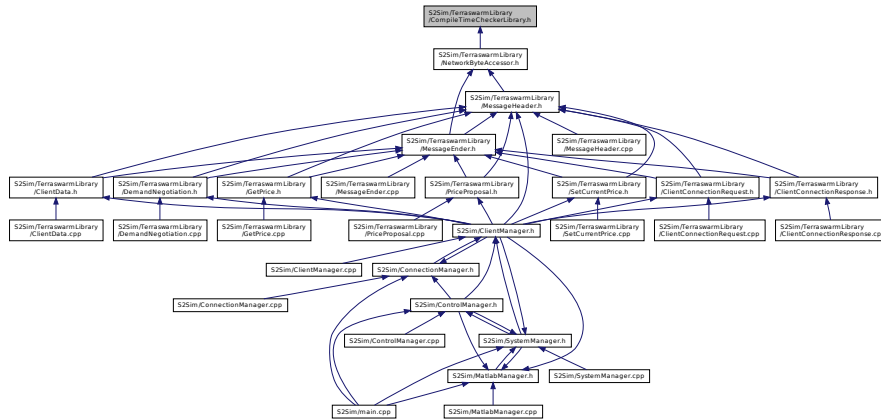 S2Sim/TerraswarmLibrary
/CompileTimeCheckerLibrary.h
S2Sim/TerraswarmLibrary
/NetworkByteAccessor.h
S2Sim/TerraswarmLibrary
/MessageHeader.h
S2Sim/TerraswarmLibrary
/MessageEnder.h
S2Sim/TerraswarmLibrary
/MessageHeader.cpp
S2Sim/TerraswarmLibrary
/ClientData.h
S2Sim/TerraswarmLibrary
/DemandNegotiation.h
S2Sim/TerraswarmLibrary
/GetPrice.h
S2Sim/TerraswarmLibrary
/MessageEnder.cpp
S2Sim/TerraswarmLibrary
/PriceProposal.h
S2Sim/TerraswarmLibrary
/SetCurrentPrice.h
S2Sim/TerraswarmLibrary
/ClientConnectionRequest.h
S2Sim/TerraswarmLibrary
/ClientConnectionResponse.h
S2Sim/TerraswarmLibrary
/ClientData.cpp
S2Sim/TerraswarmLibrary
/DemandNegotiation.cpp
S2Sim/TerraswarmLibrary
/GetPrice.cpp
S2Sim/TerraswarmLibrary
/PriceProposal.cpp
S2Sim/ClientManager.h
S2Sim/TerraswarmLibrary
/SetCurrentPrice.cpp
S2Sim/TerraswarmLibrary
/ClientConnectionRequest.cpp
S2Sim/TerraswarmLibrary
/ClientConnectionResponse.cpp
S2Sim/ClientManager.cpp
S2Sim/ConnectionManager.h
S2Sim/ConnectionManager.cpp
S2Sim/ControlManager.h
S2Sim/ControlManager.cpp
S2Sim/SystemManager.h
S2Sim/MatlabManager.h
S2Sim/SystemManager.cpp
S2Sim/main.cpp
S2Sim/MatlabManager.cpp